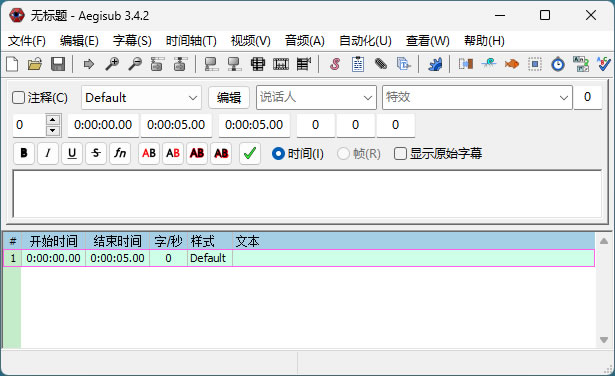 无标题 - Aegisub 3.4.2
文件(F) 编辑(E) 字幕(S) 时间轴(T) 视频(V) 音频(A) 自动化(U) 查看(W) 帮助(H)
注释(C) Default 编辑 说话人 特效 0
0 0:00:00.00 0:00:05.00 0:00:05.00 0 0 0
B I U S fn AB AB AB AB 时间(I) 帧(R) 显示原始字幕
# 开始时间 结束时间 字/秒 样式 文本
1 0:00:00.00 0:00:05.00 0 Default